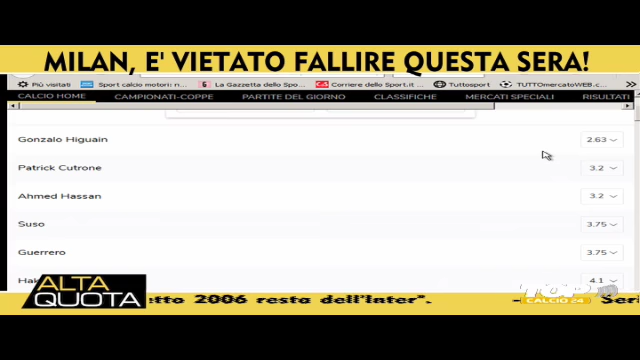 MILAN, E' VIETATO FALLIRE QUESTA SERA!
Più visitati Sport calcio motori: n... La Gazzetta dello Spo... Corriere dello Sport.it ... Tuttosport TUTTOmercatoWEB.c... »
CALCIO HOME CAMPIONATI-COPPE PARTITE DEL GIORNO CLASSIFICHE MERCATI SPECIALI RISULTATI
Gonzalo Higuain 2.63
Patrick Cutrone 3.2
Ahmed Hassan 3.2
Suso 3.75
Guerrero 3.75
Hak 4.1
ALTA
QUOTA
etto 2006 resta dell'Inter". - Seri
CALCIO 24